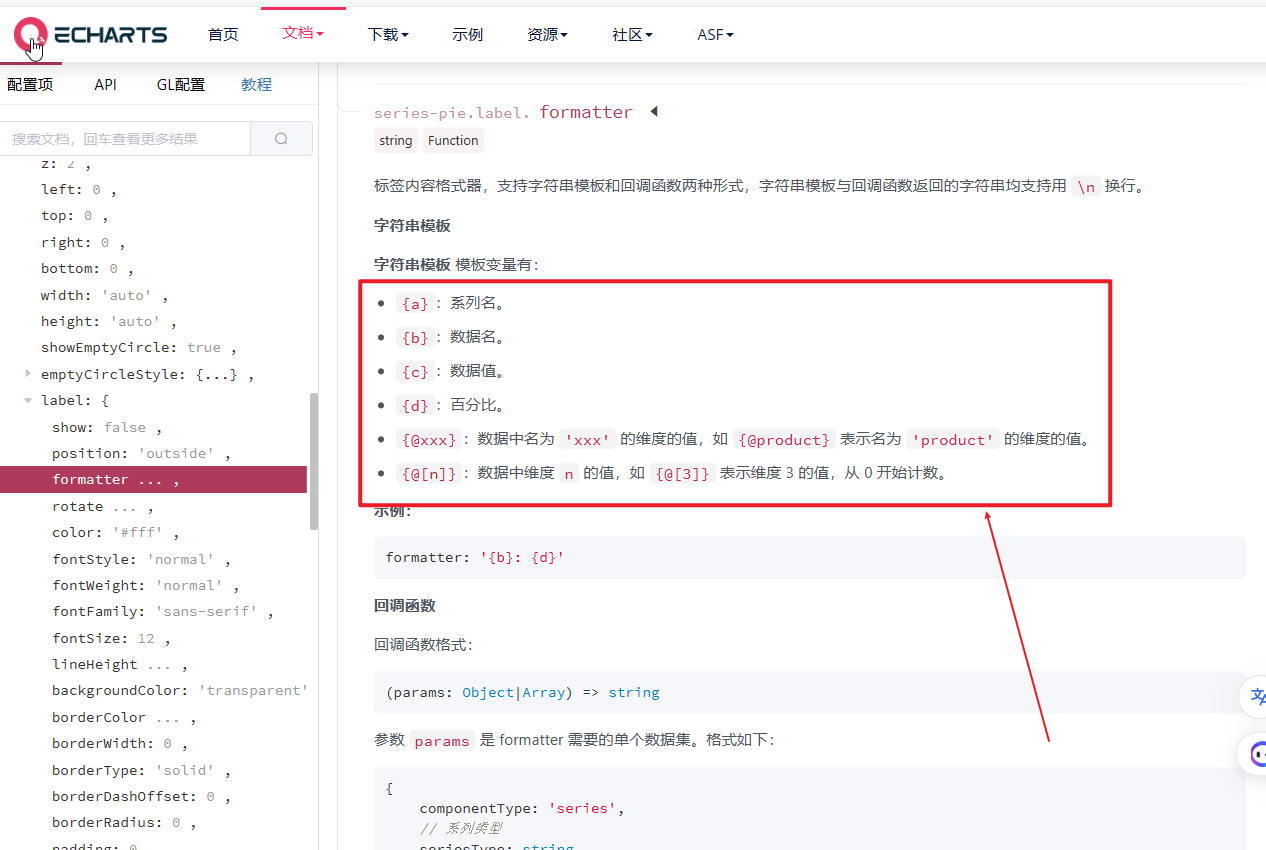 ECHARTS
首页
文档
下载
示例
资源
社区
ASF
配置项
API
GL配置
教程
搜索文档，回车查看更多结果
z: 2 ,
left: 0 ,
top: 0 ,
right: 0 ,
bottom: 0 ,
width: 'auto' ,
height: 'auto' ,
showEmptyCircle: true ,
emptyCircleStyle: {...} ,
label: {
show: false ,
position: 'outside' ,
formatter ... ,
rotate ... ,
color: '#fff' ,
fontStyle: 'normal' ,
fontWeight: 'normal' ,
fontFamily: 'sans-serif' ,
fontSize: 12 ,
lineHeight ... ,
backgroundColor: 'transparent'
borderColor ... ,
borderWidth: 0 ,
borderType: 'solid' ,
borderDashOffset: 0 ,
borderRadius: 0 ,
padding: 0
series-pie.label. formatter
string Function
标签内容格式器，支持字符串模板和回调函数两种形式，字符串模板与回调函数返回的字符串均支持用 \n 换行。
字符串模板
字符串模板 模板变量有：
{a}：系列名。
{b}：数据名。
{c}：数据值。
{d}：百分比。
{@xxx}：数据中名为 'xxx' 的维度的值，如 {@product} 表示名为 'product' 的维度的值。
{@[n]}：数据中维度 n 的值，如 {@[3]} 表示维度 3 的值，从 0 开始计数。
示例：
formatter: '{b}: {d}'
回调函数
回调函数格式：
(params: Object|Array) => string
参数 params 是 formatter 需要的单个数据集。格式如下：
{
componentType: 'series',
// 系列类型
seriesType: string